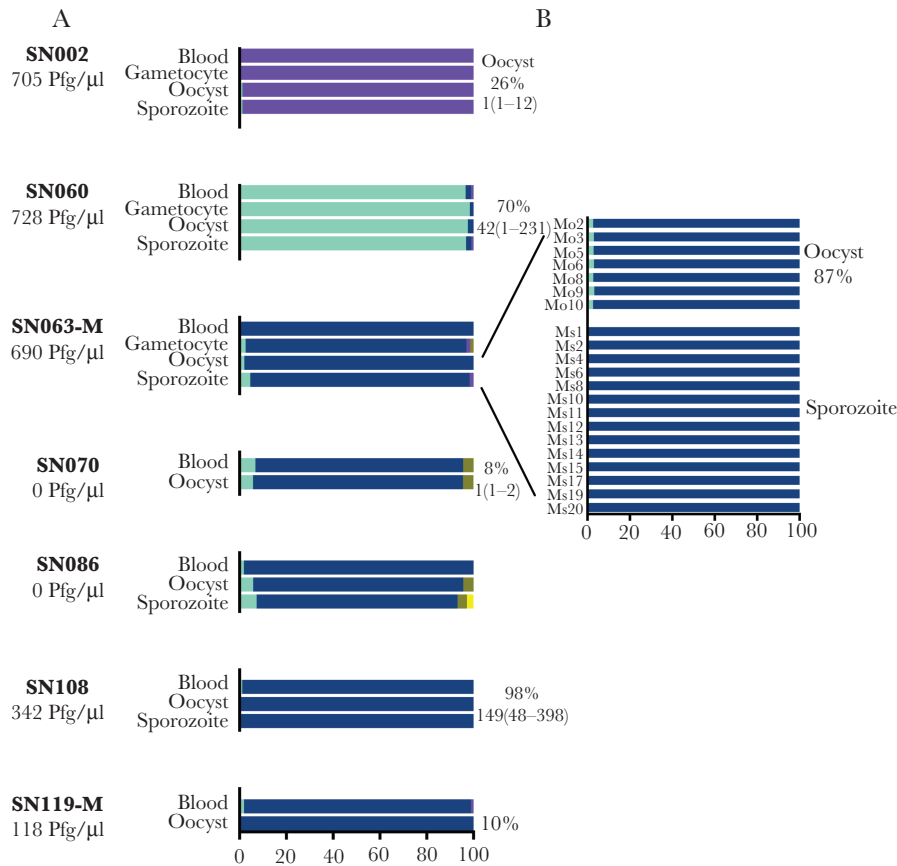 A
B
SN002
705 Pfg/μl
Blood
Gametocyte
Oocyst
Sporozoite
Oocyst
26%
1(1–12)
SN060
728 Pfg/μl
Blood
Gametocyte
Oocyst
Sporozoite
70%
42(1–231)
SN063-M
690 Pfg/μl
Blood
Gametocyte
Oocyst
Sporozoite
SN070
0 Pfg/μl
Blood
Oocyst
8%
1(1–2)
SN086
0 Pfg/μl
Blood
Oocyst
Sporozoite
SN108
342 Pfg/μl
Blood
Oocyst
Sporozoite
98%
149(48–398)
SN119-M
118 Pfg/μl
Blood
Oocyst
10%
0 20 40 60 80 100
Mo2
Mo3
Mo5
Mo6
Mo8
Mo9
Mo10
Oocyst
87%
Ms1
Ms2
Ms4
Ms6
Ms8
Ms10
Ms11
Ms12
Ms13
Ms14
Ms15
Ms17
Ms19
Ms20
Sporozoite
0 20 40 60 80 100